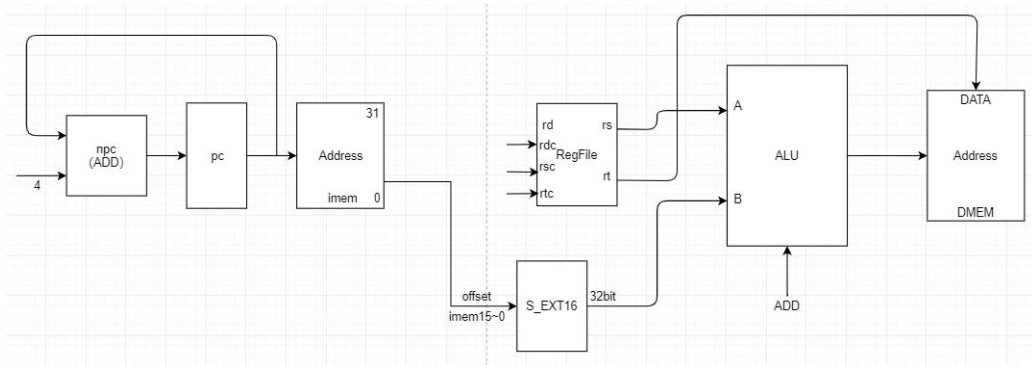 npc
(ADD)
4
pc
31
Address
imem 0
offset
imem15~0
S_EXT16
32bit
rd
rs
rdc
RegFile
rsc
rt
rtc
A
ALU
B
ADD
DATA
Address
DMEM